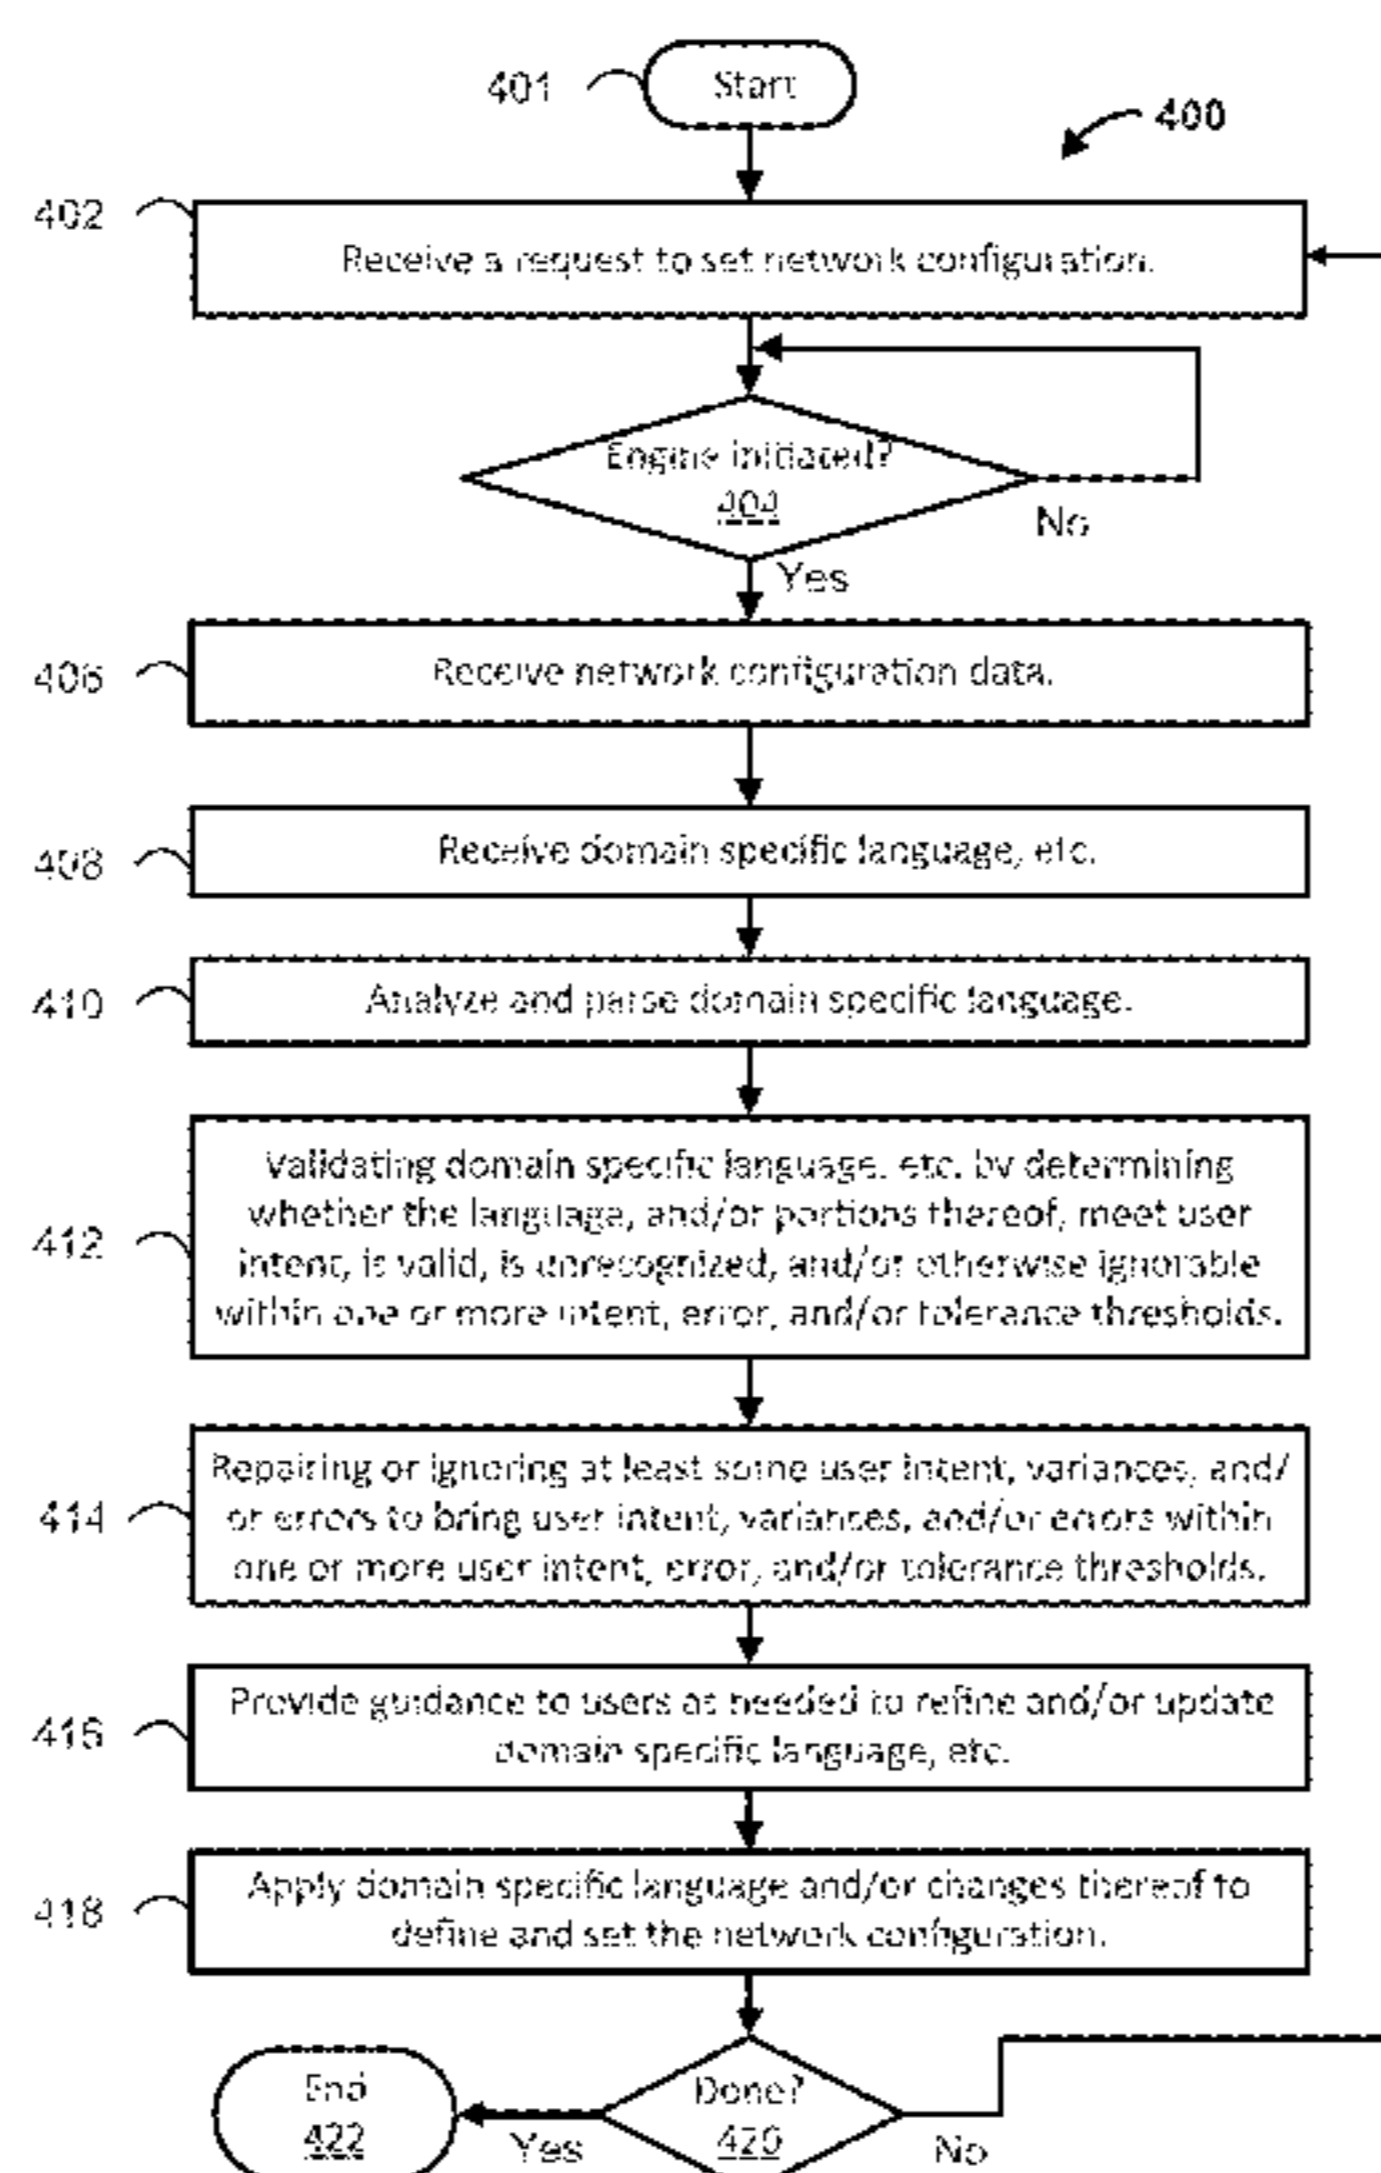 401
Start
400
402
Receive a request to set network configuration.
Engine initiated?
404
No
Yes
406
Receive network configuration data.
408
Receive domain specific language, etc.
410
Analyze and parse domain specific language.
412
Validating domain specific language, etc. by determining
whether the language, and/or portions thereof, meet user
intent, is valid, is unrecognized, and/or otherwise ignorable
within one or more intent, error, and/or tolerance thresholds.
414
Repairing or ignoring at least some user intent, variances, and/
or errors to bring user intent, variances, and/or errors within
one or more user intent, error, and/or tolerance thresholds.
416
Provide guidance to users at needed to refine and/or update
domain specific language, etc.
418
Apply domain specific language and/or changes thereof to
define and set the network configuration.
End
422
Yes
Done?
420
No